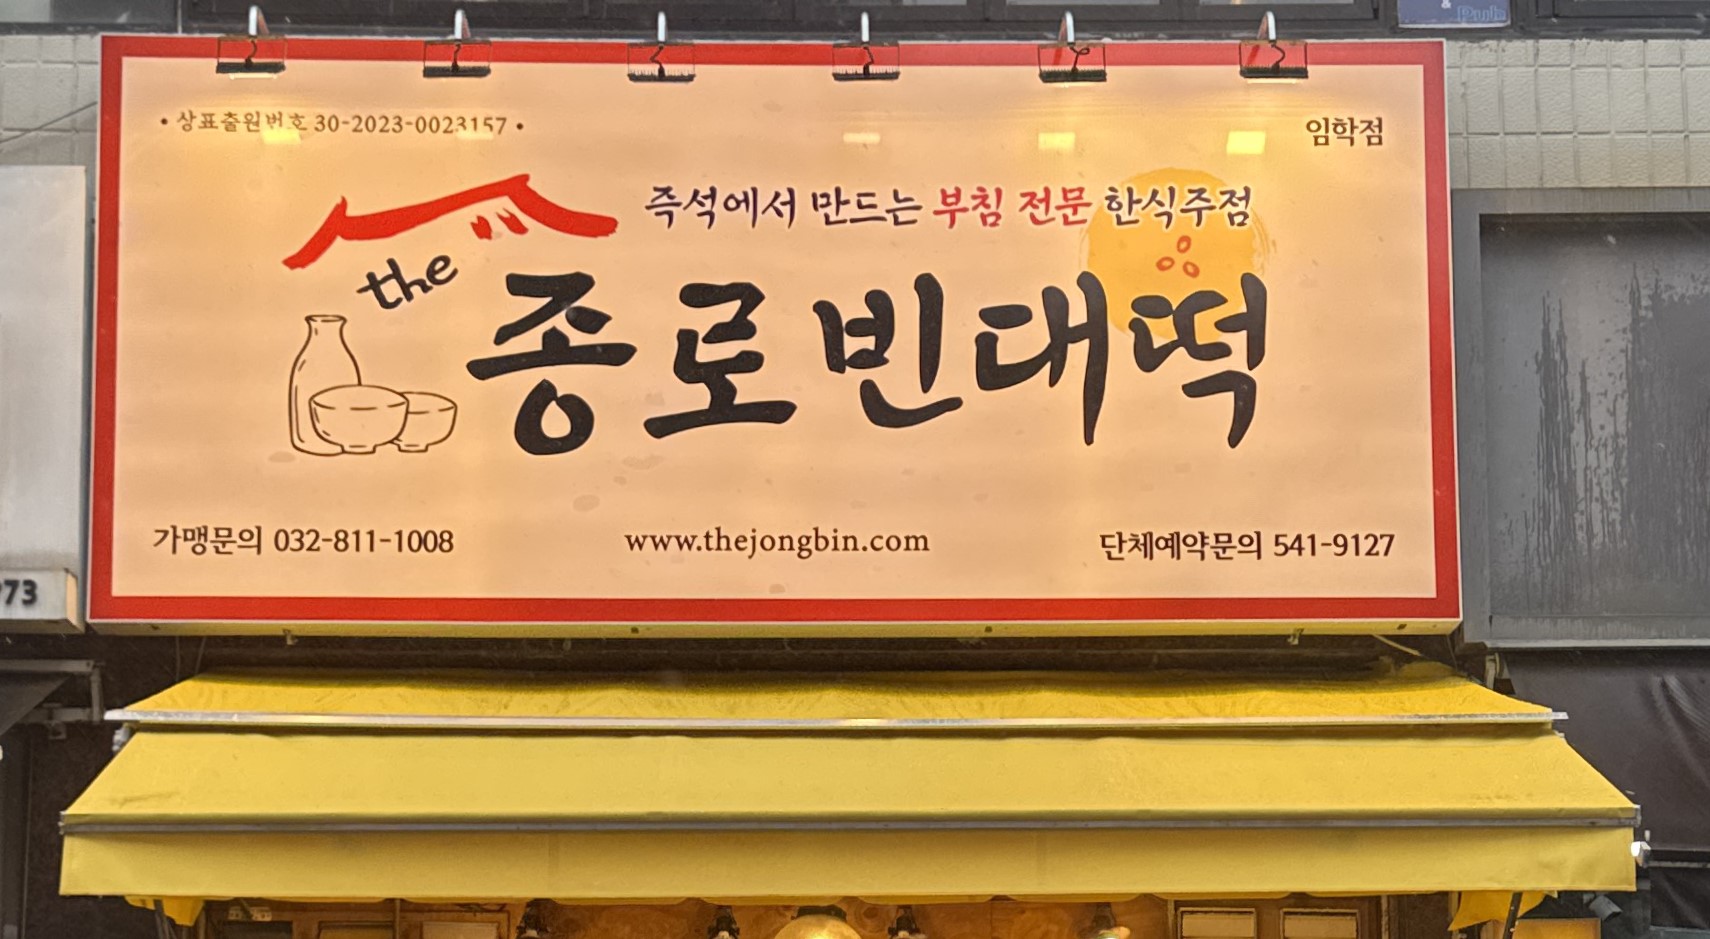 & Pub
• 상표출원번호 30-2023-0023157 •
임학점
즉석에서 만드는 부침 전문 한식주점
the
종로빈대떡
가맹문의 032-811-1008
www.thejongbin.com
단체예약문의 541-9127